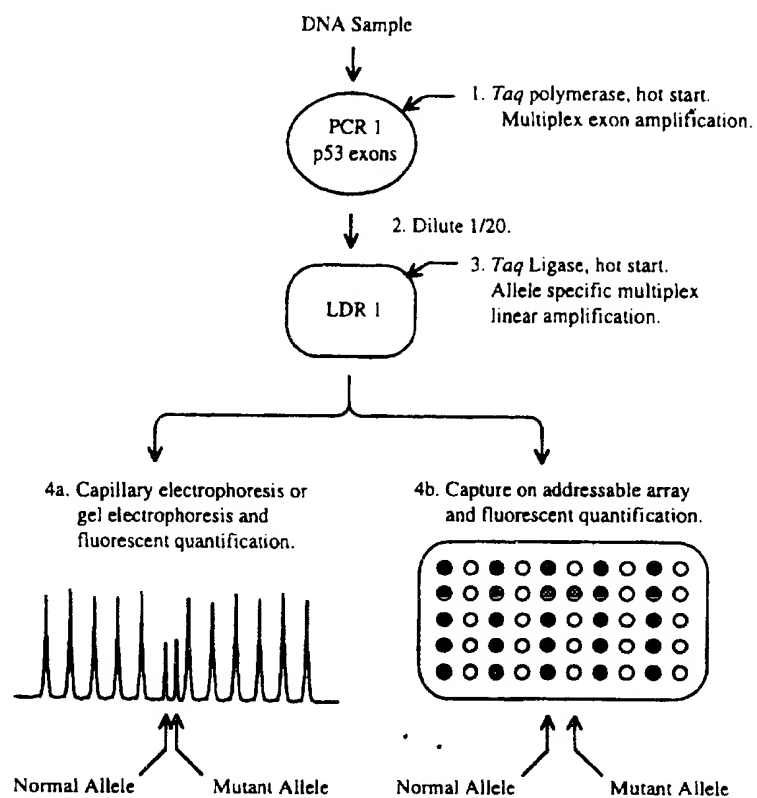 DNA Sample
1. Taq polymerase, hot start.
Multiplex exon amplification.
PCR 1
p53 exons
2. Dilute 1/20.
3. Taq Ligase, hot start.
Allele specific multiplex
linear amplification.
LDR 1
4a. Capillary electrophoresis or
gel electrophoresis and
fluorescent quantification.
4b. Capture on addressable array
and fluorescent quantification.
Normal Allele
Mutant Allele
Normal Allele
Mutant Allele